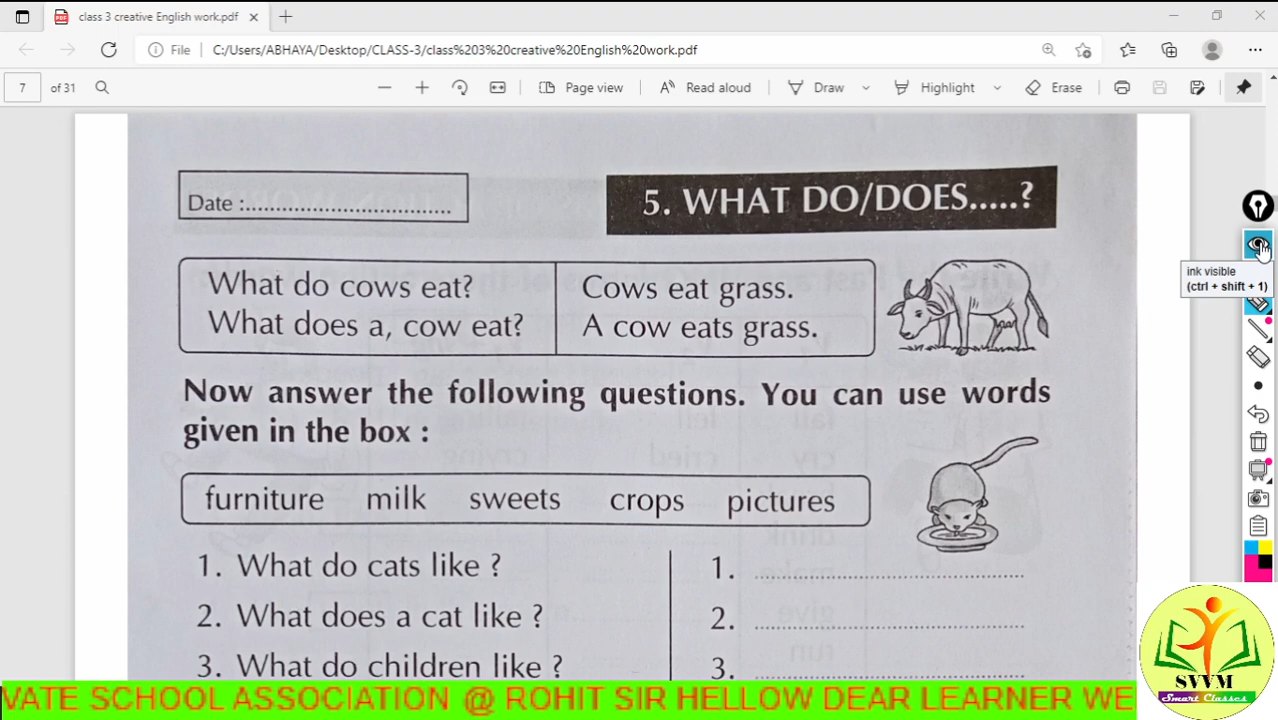 class 3 creative English work.pdf
File C:/Users/ABHAYA/Desktop/CLASS-3/class%203%20creative%20English%20work.pdf
7 of 31 Page view Read aloud Draw Highlight Erase
Date :..................................
5. WHAT DO/DOES.....?
ink visible
(ctrl + shift + 1)
What do cows eat? Cows eat grass.
What does a, cow eat? A cow eats grass.
Now answer the following questions. You can use words
given in the box :
furniture milk sweets crops pictures
1. What do cats like ? 1. ..................................
2. What does a cat like ? 2. ..................................
3. What do children like ? 3. ..................................
SVVM
Smart Classes
VATE SCHOOL ASSOCIATION @ ROHIT SIR HELLOW DEAR LEARNER WE